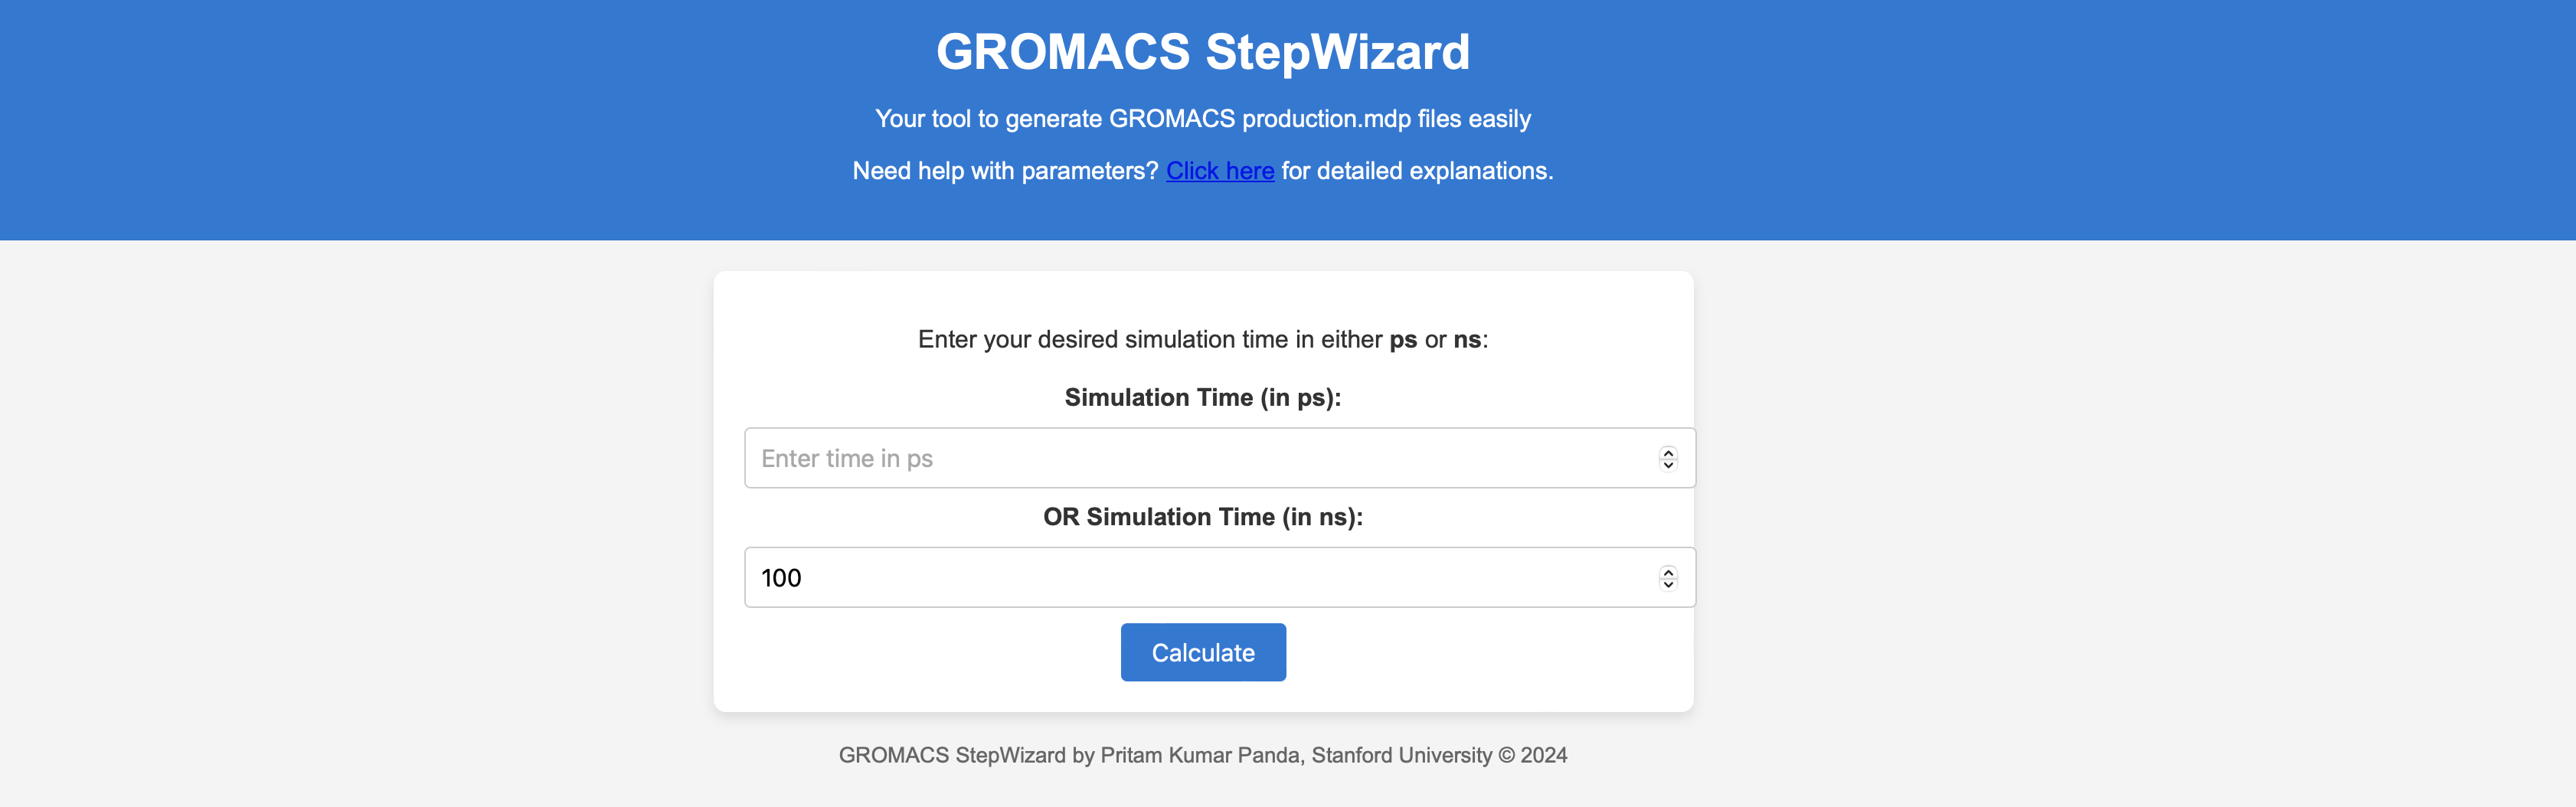 GROMACS StepWizard
Your tool to generate GROMACS production.mdp files easily
Need help with parameters? Click here for detailed explanations.
Enter your desired simulation time in either ps or ns:
Simulation Time (in ps):
Enter time in ps
OR Simulation Time (in ns):
100
Calculate
GROMACS StepWizard by Pritam Kumar Panda, Stanford University © 2024